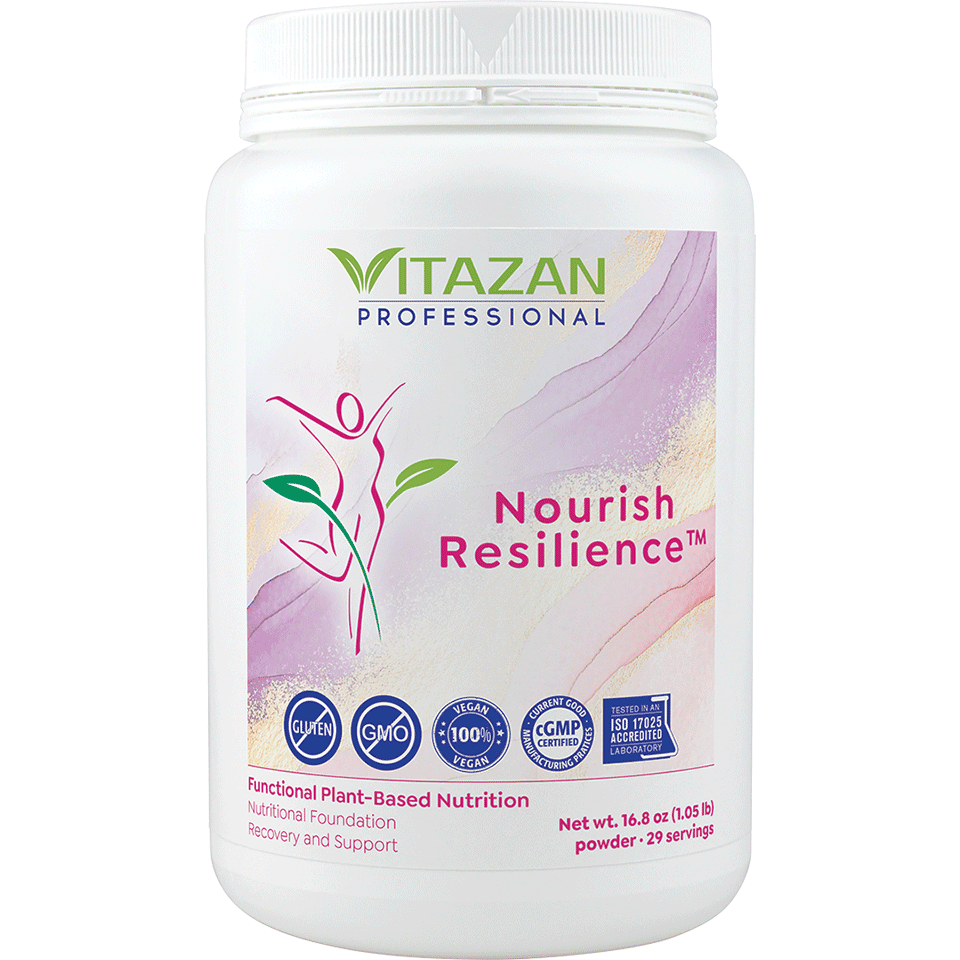 VITAZAN
PROFESSIONAL
Nourish
Resilience™
GLUTEN
GMO
VEGAN
100%
VEGAN
CURRENT GOOD
cGMP
CERTIFIED
MANUFACTURING PRATICES
TESTED IN AN
ISO 17025
ACCREDITED
LABORATORY
Functional Plant-Based Nutrition
Nutritional Foundation
Recovery and Support
Net wt. 16.8 oz (1.05 lb)
powder · 29 servings